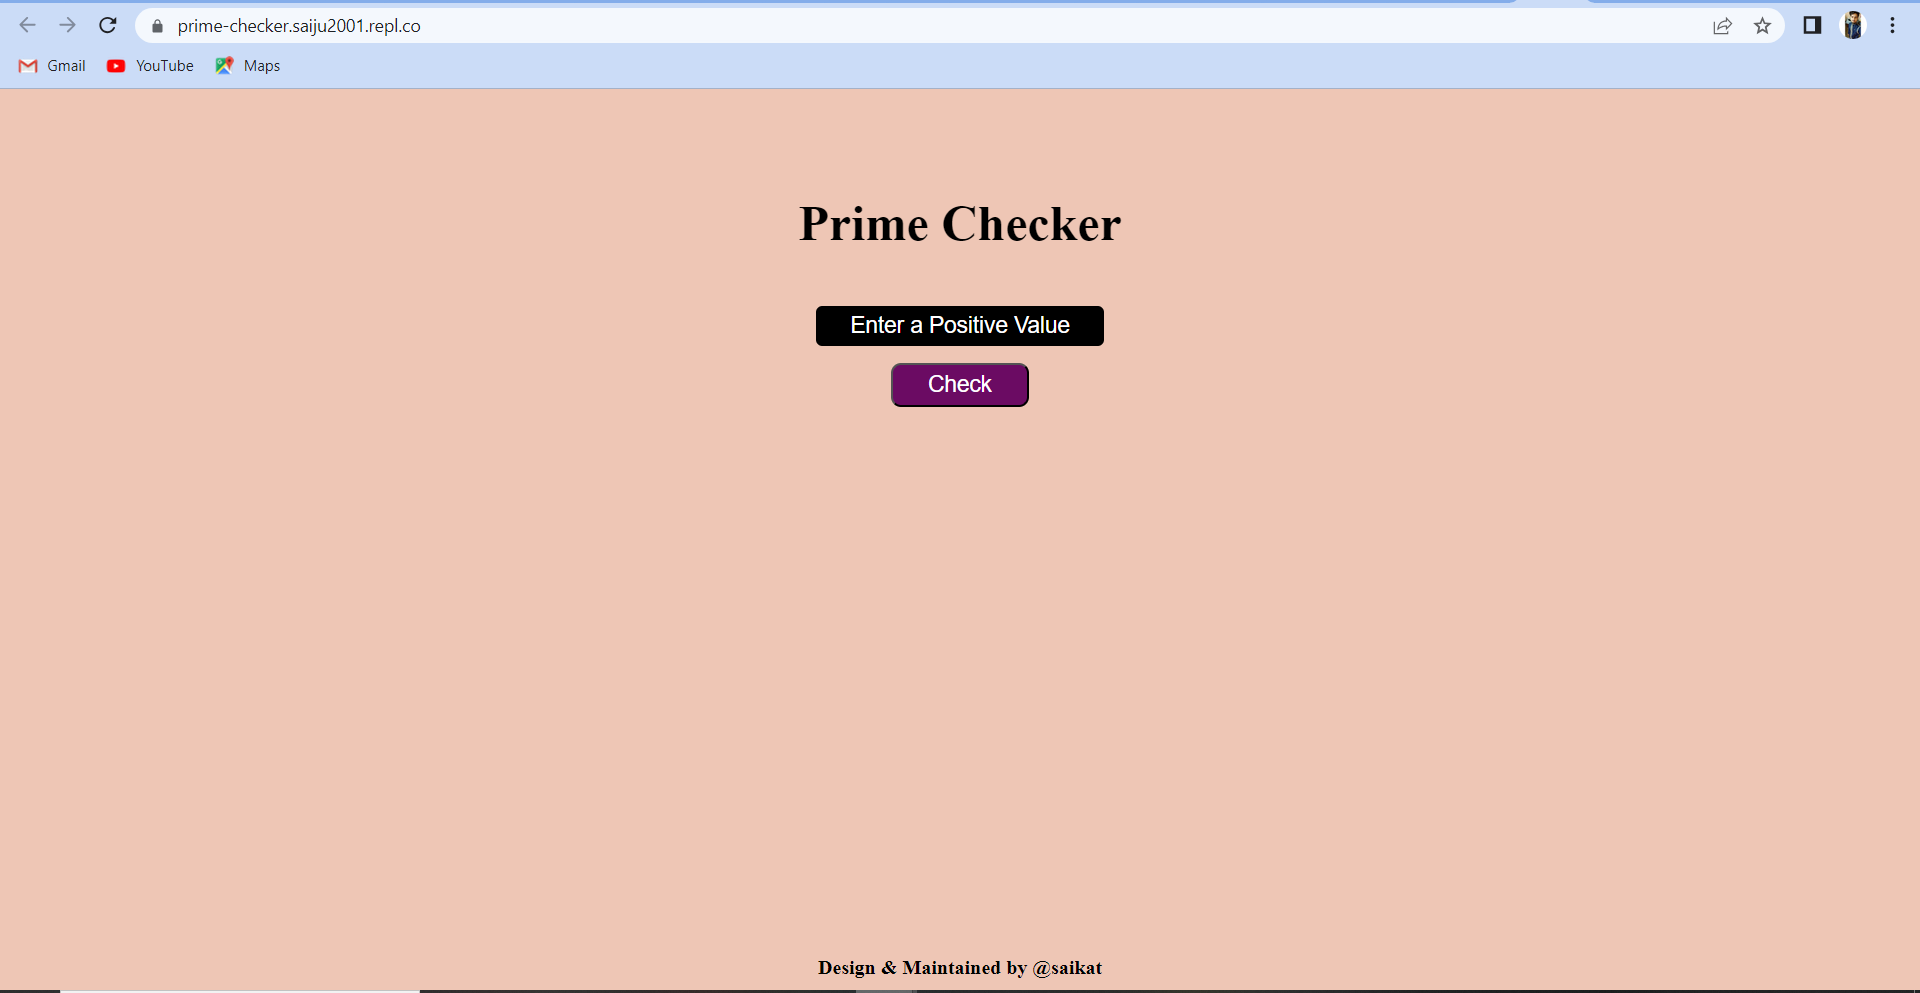 prime-checker.saiju2001.repl.co
Gmail YouTube Maps
Prime Checker
Enter a Positive Value
Check
Design & Maintained by @saikat